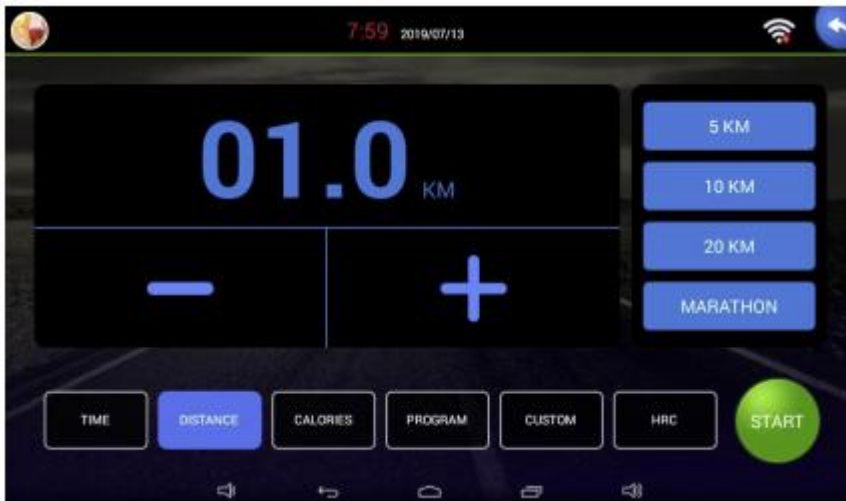 7:59 2019/07/13
01.0 KM
5 KM
10 KM
20 KM
MARATHON
TIME
DISTANCE
CALORIES
PROGRAM
CUSTOM
HRC
START